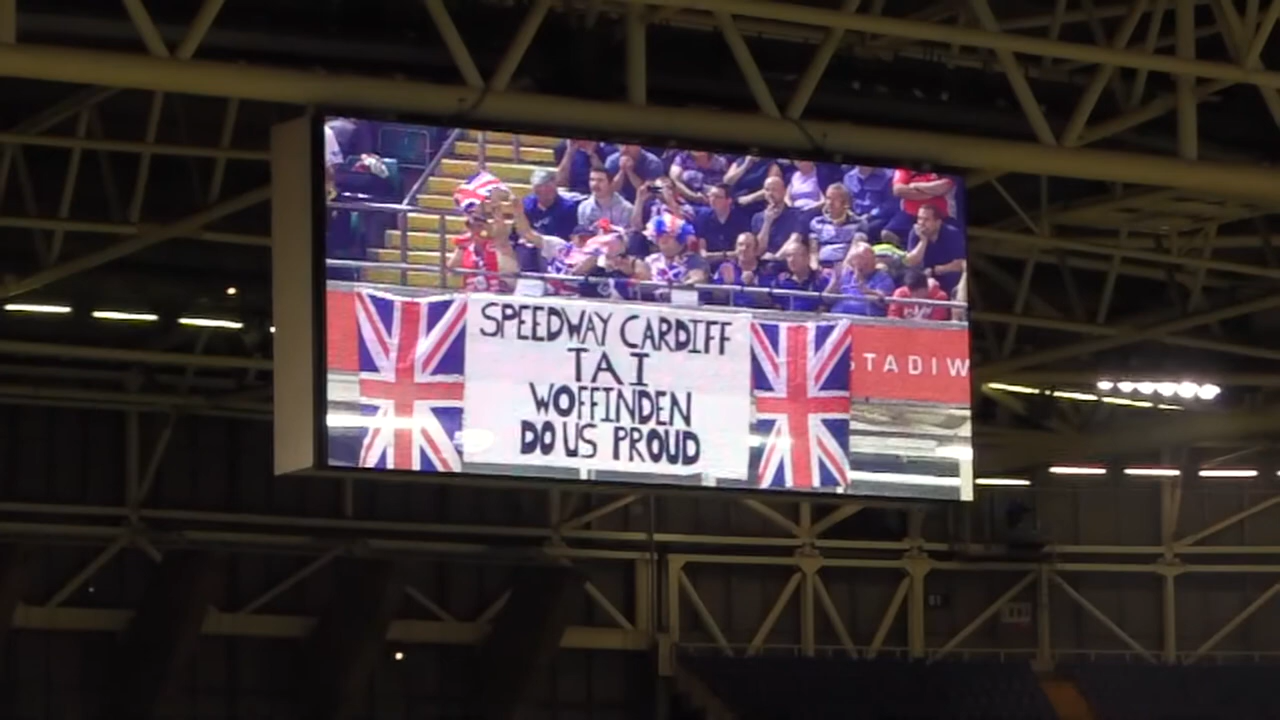 SPEEDWAY CARDIFF
TAI
WOFFINDEN
DO US PROUD
STADIW